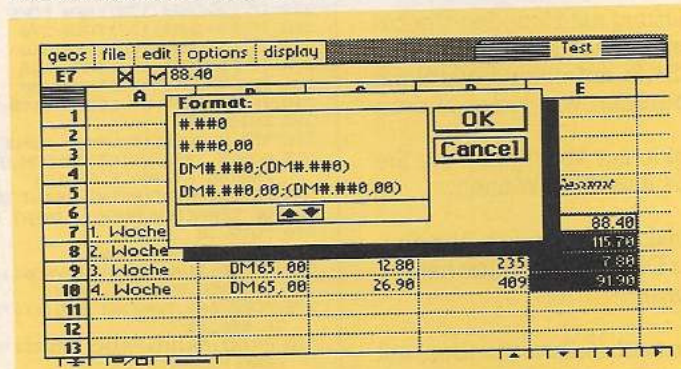 geos file edit options display Test
E7 88.40
A E
Format:
#.##0
#.##0,00
DM#.##0;(DM#.##0)
DM#.##0,00;(DM#.##0,00)
OK
Cancel
1
2
3
4
5 Gesamt
6
7 1. Woche 88.40
8 2. Woche 115.70
9 3. Woche DM65,00 12.80 235 7.80
10 4. Woche DM65,00 26.90 409 91.90
11
12
13